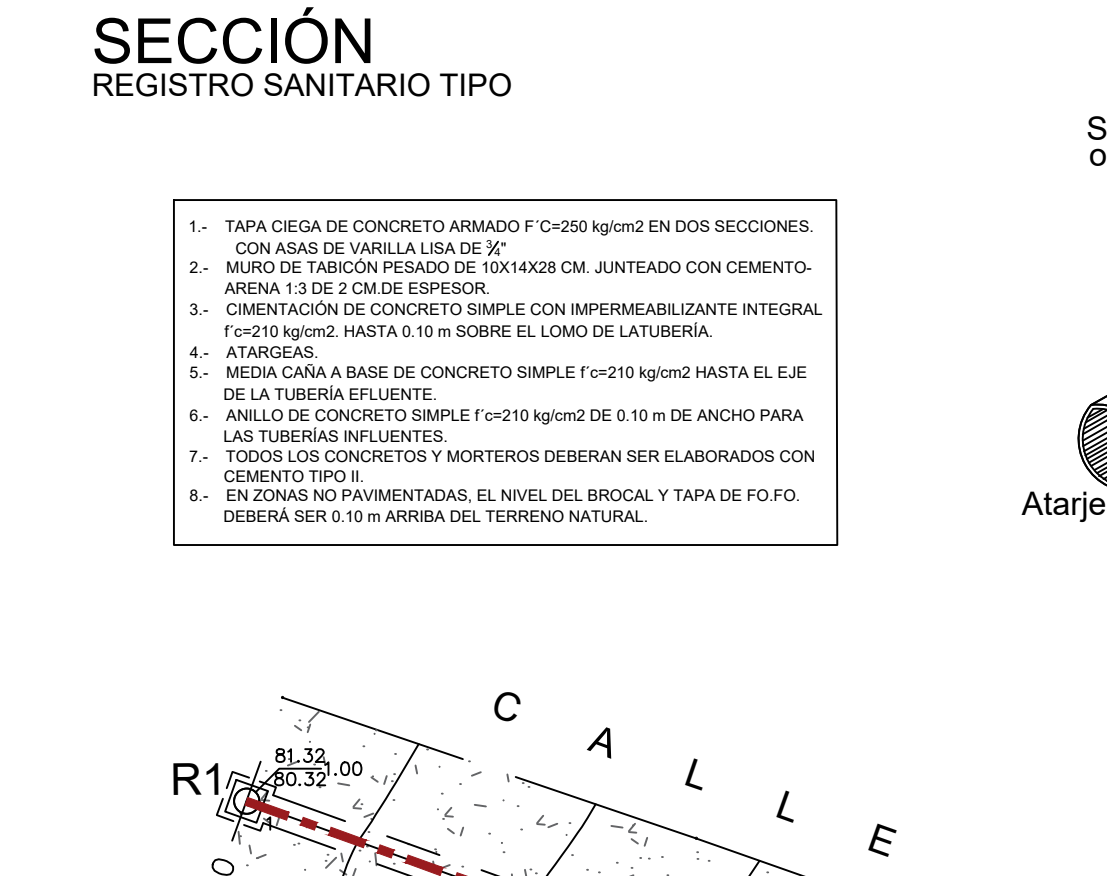 SECCIÓN
REGISTRO SANITARIO TIPO
S
o
1.- TAPA CIEGA DE CONCRETO ARMADO F´C=250 kg/cm2 EN DOS SECCIONES.
CON ASAS DE VARILLA LISA DE ¾"
2.- MURO DE TABICÓN PESADO DE 10X14X28 CM. JUNTEADO CON CEMENTO-
ARENA 1:3 DE 2 CM.DE ESPESOR.
3.- CIMENTACIÓN DE CONCRETO SIMPLE CON IMPERMEABILIZANTE INTEGRAL
f´c=210 kg/cm2. HASTA 0.10 m SOBRE EL LOMO DE LATUBERÍA.
4.- ATARGEAS.
5.- MEDIA CAÑA A BASE DE CONCRETO SIMPLE f´c=210 kg/cm2 HASTA EL EJE
DE LA TUBERÍA EFLUENTE.
6.- ANILLO DE CONCRETO SIMPLE f´c=210 kg/cm2 DE 0.10 m DE ANCHO PARA
LAS TUBERÍAS INFLUENTES.
7.- TODOS LOS CONCRETOS Y MORTEROS DEBERAN SER ELABORADOS CON
CEMENTO TIPO II.
8.- EN ZONAS NO PAVIMENTADAS, EL NIVEL DEL BROCAL Y TAPA DE FO.FO.
DEBERÁ SER 0.10 m ARRIBA DEL TERRENO NATURAL.
Atarje
C A L L E
R1
81.32
80.32
1.00
1
0